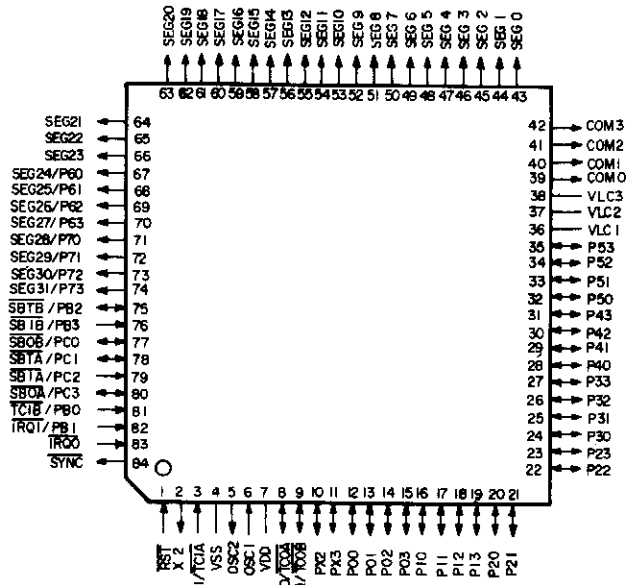 SEG20 SEG19 SEG18 SEG17 SEG16 SEG15 SEG14 SEG13 SEG12 SEG11 SEG10 SEG9 SEG8 SEG7 SEG6 SEG5 SEG4 SEG3 SEG2 SEG1 SEG0
63 62 61 60 59 58 57 56 55 54 53 52 51 50 49 48 47 46 45 44 43
SEG21 64
SEG22 65
SEG23 66
SEG24/P60 67
SEG25/P61 68
SEG26/P62 69
SEG27/P63 70
SEG28/P70 71
SEG29/P71 72
SEG30/P72 73
SEG31/P73 74
SBTB/PB2 75
SBIB/PB3 76
SBOB/PC0 77
SBTA/PC1 78
SBIA/PC2 79
SBOA/PC3 80
TCIB/PB0 81
IRQ1/PB1 82
IRQ0 83
SYNC 84
42 COM3
41 COM2
40 COM1
39 COM0
38 VLC3
37 VLC2
36 VLC1
35 P53
34 P52
33 P51
32 P50
31 P43
30 P42
29 P41
28 P40
27 P33
26 P32
25 P31
24 P30
23 P23
22 P22
1 2 3 4 5 6 7 8 9 10 11 12 13 14 15 16 17 18 19 20 21
RST X2 1/TCIA VSS OSC2 OSC1 VDD 0/TCOA 1/TCOB PX2 PX3 P00 P01 P02 P03 P10 P11 P12 P13 P20 P21